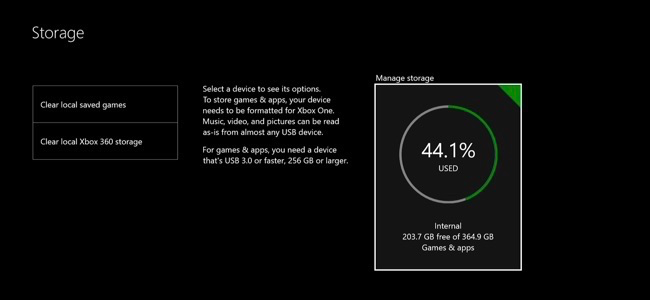 Storage
Clear local saved games
Clear local Xbox 360 storage
Select a device to see its options.
To store games & apps, your device
needs to be formatted for Xbox One.
Music, video, and pictures can be read
as-is from almost any USB device.
For games & apps, you need a device
that's USB 3.0 or faster, 256 GB or larger.
Manage storage
44.1%
USED
Internal
203.7 GB free of 364.9 GB
Games & apps